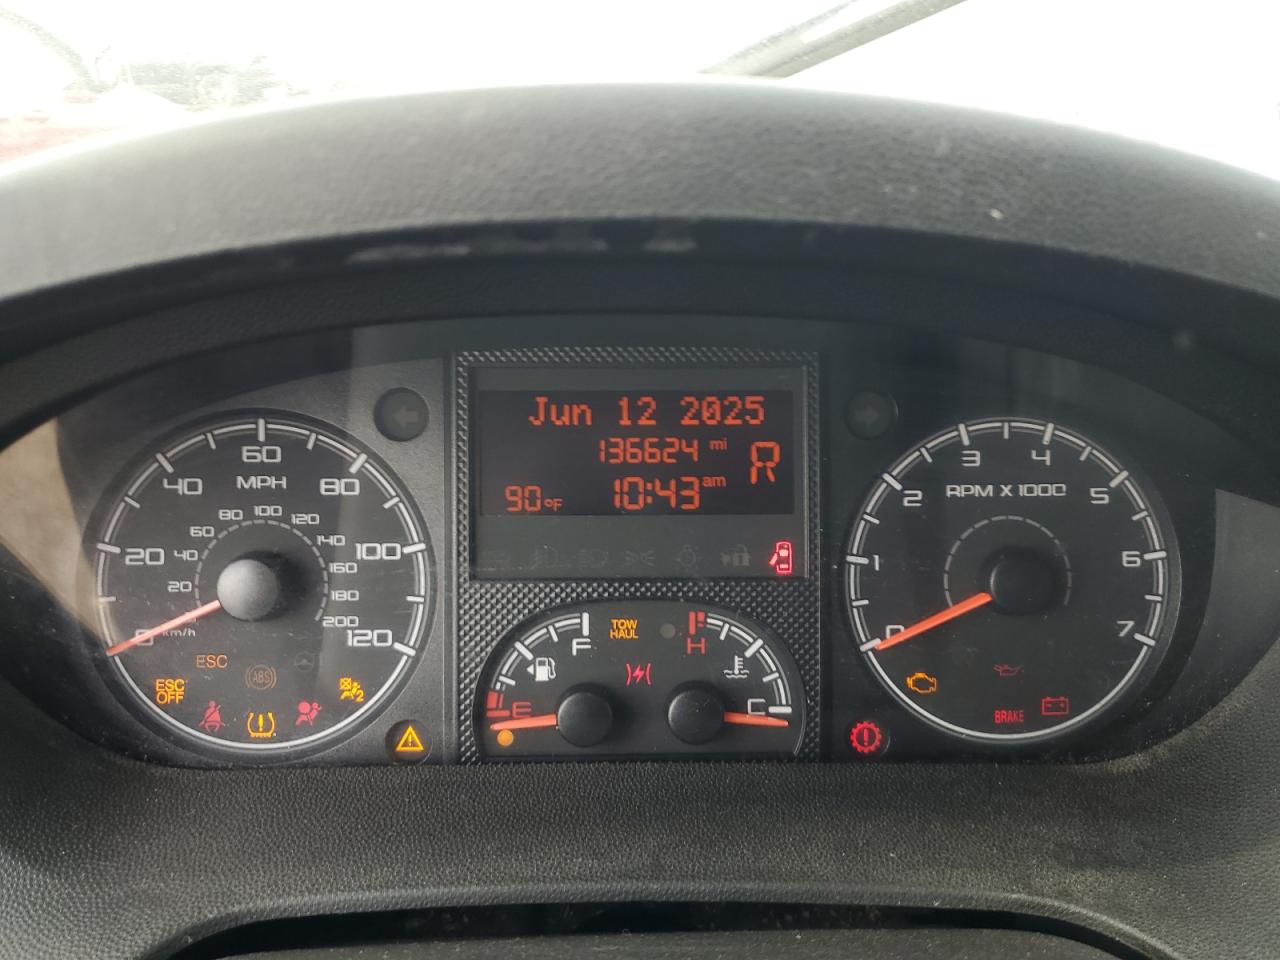 Jun 12 2025
136624 mi
R
90°F 10:43 am
60
40 MPH 80
80 100 120
60 140
20 40 160 100
20 180
0 km/h 200 120
ESC
ESC OFF
ABS
2
F
TOW
HAUL
H
E
C
3 4
2 RPM X 1000 5
1 6
0 7
BRAKE